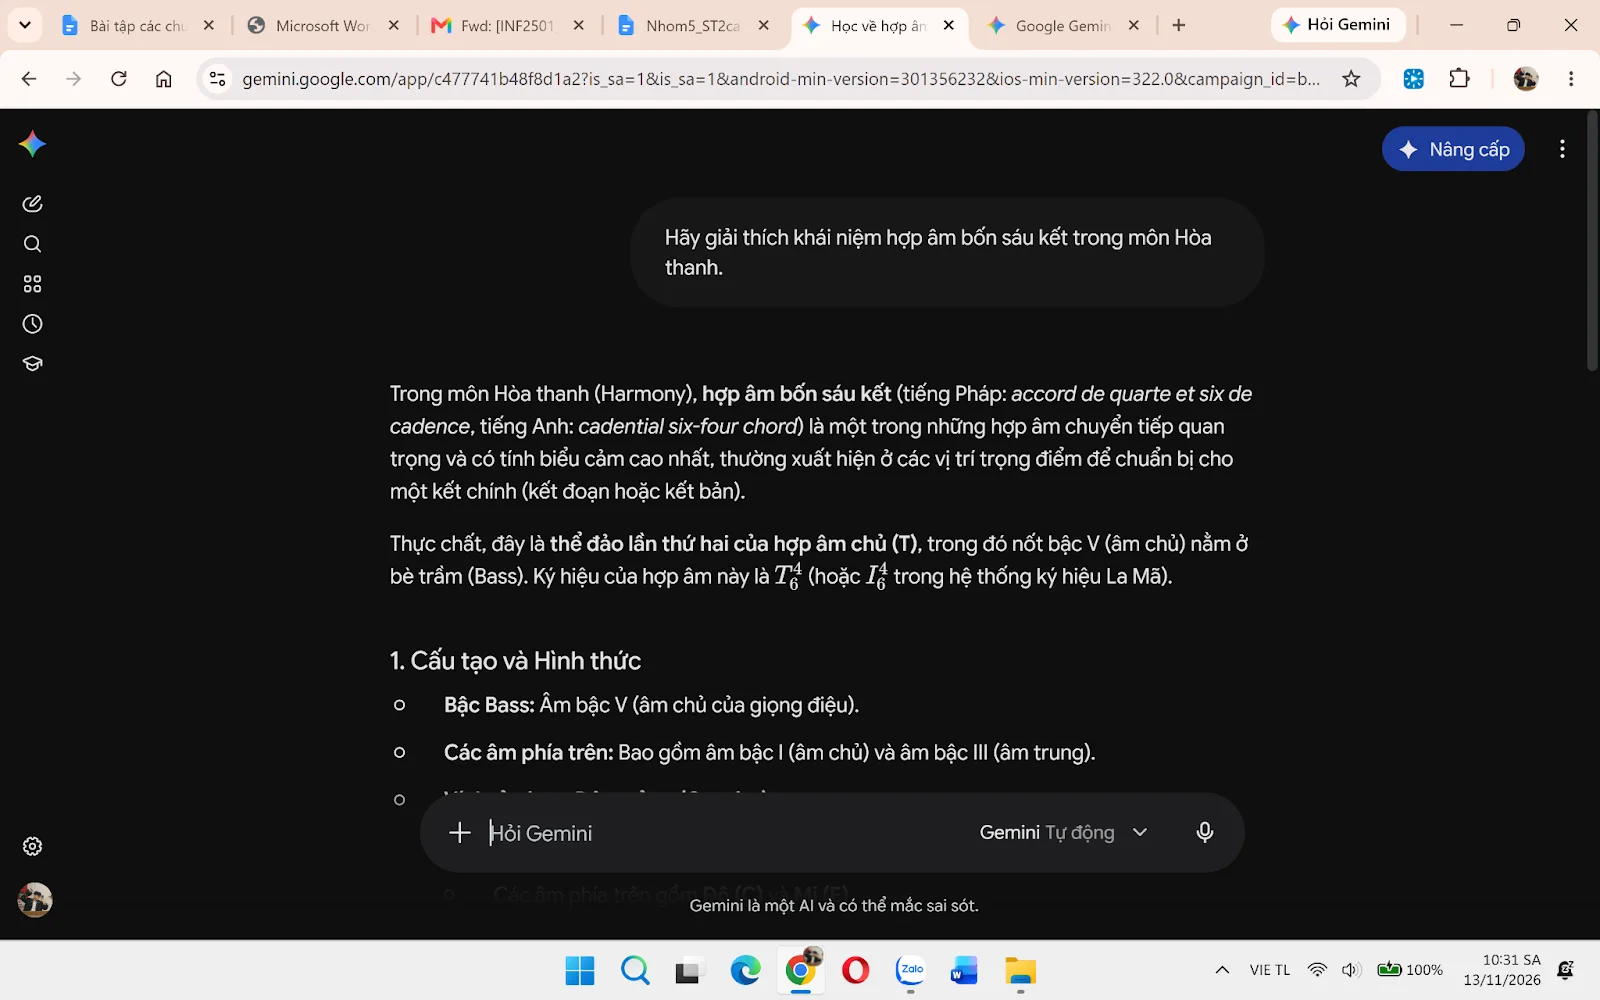 Bài tập các chu
Microsoft Wor
Fwd: [INF2501
Nhom5_ST2ca
Học về hợp âm
Google Gemin
Hỏi Gemini
gemini.google.com/app/c477741b48f8d1a2?is_sa=1&is_sa=1&android-min-version=301356232&ios-min-version=322.0&campaign_id=b...
Nâng cấp
Hãy giải thích khái niệm hợp âm bốn sáu kết trong môn Hòa
thanh.
Trong môn Hòa thanh (Harmony), hợp âm bốn sáu kết (tiếng Pháp: accord de quarte et six de
cadence, tiếng Anh: cadential six-four chord) là một trong những hợp âm chuyển tiếp quan
trọng và có tính biểu cảm cao nhất, thường xuất hiện ở các vị trí trọng điểm để chuẩn bị cho
một kết chính (kết đoạn hoặc kết bản).
Thực chất, đây là thể đảo lần thứ hai của hợp âm chủ (T), trong đó nốt bậc V (âm chủ) nằm ở
bè trầm (Bass). Ký hiệu của hợp âm này là T⁴₆ (hoặc I⁴₆ trong hệ thống ký hiệu La Mã).
1. Cấu tạo và Hình thức
Bậc Bass: Âm bậc V (âm chủ của giọng điệu).
Các âm phía trên: Bao gồm âm bậc I (âm chủ) và âm bậc III (âm trung).
Hỏi Gemini
Gemini Tự động
Các âm phía trên gồm Đô (C) và Mi (E).
Gemini là một AI và có thể mắc sai sót.
Zalo
VIE TL
100%
10:31 SA
13/11/2026